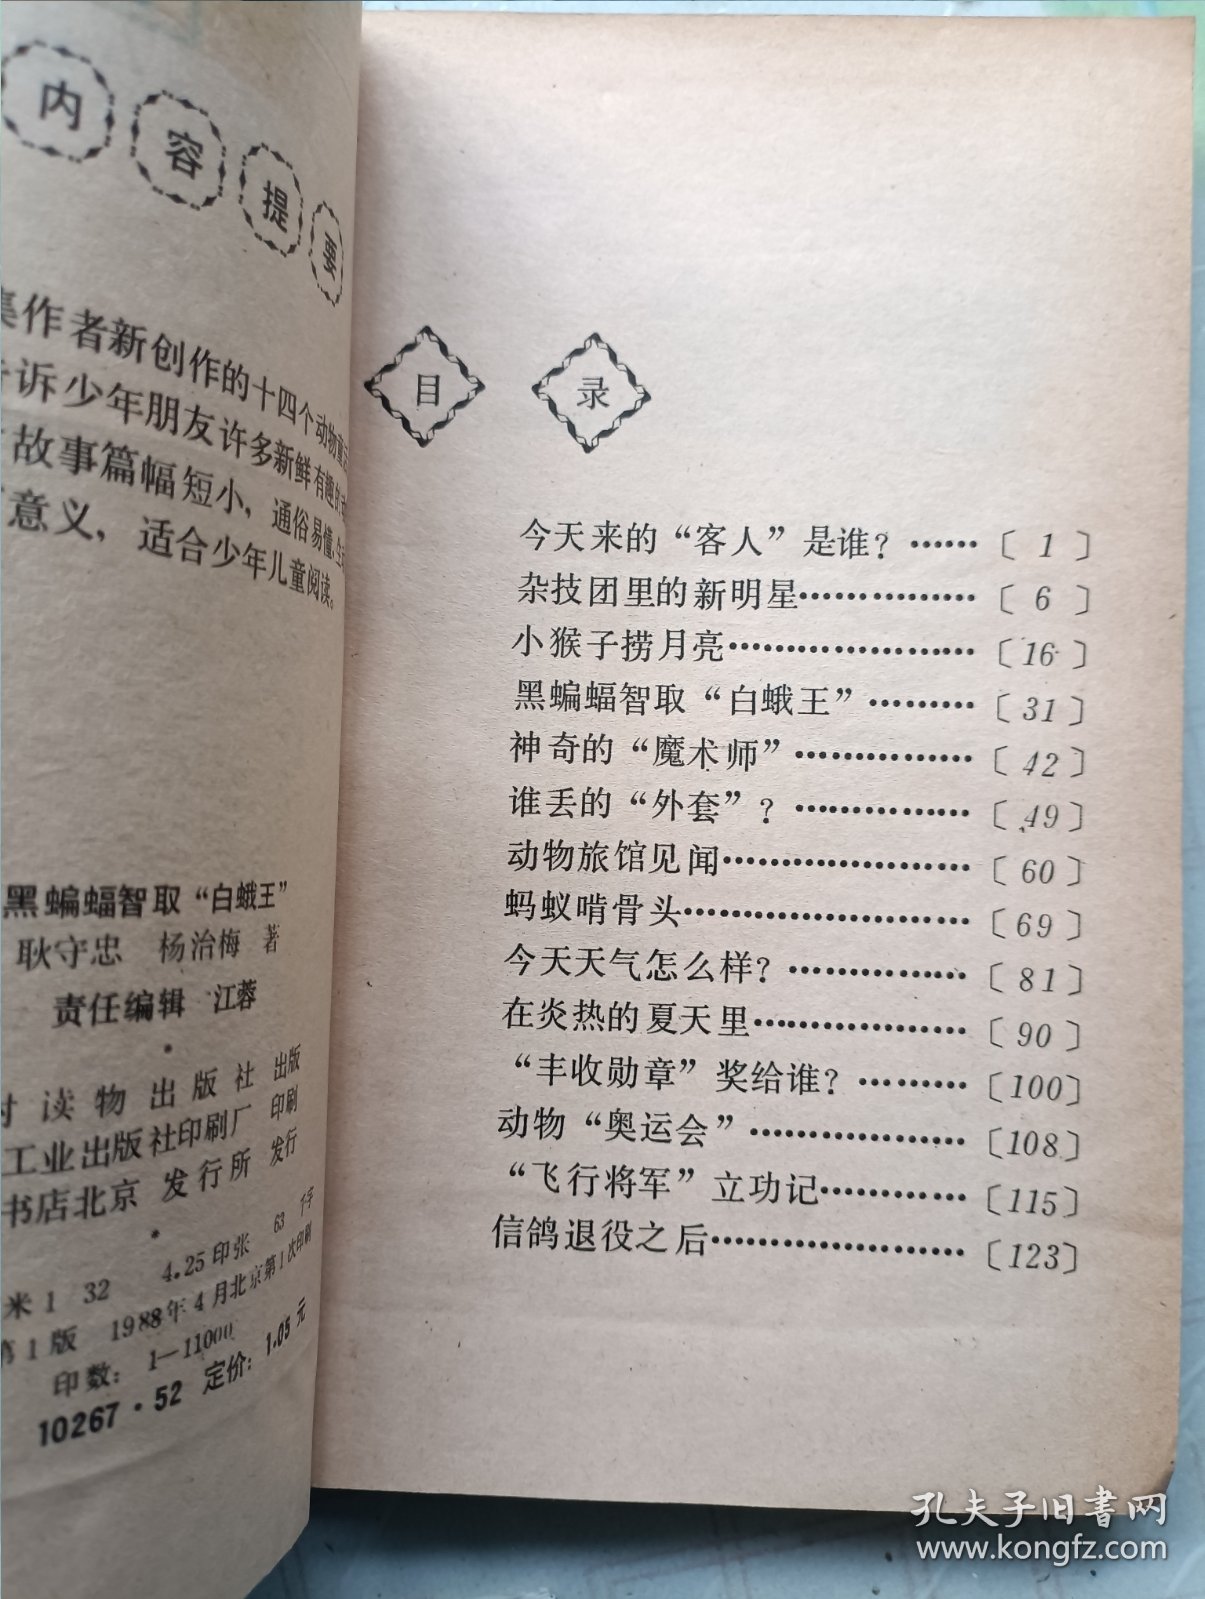 内容提要
集作者新创作的十四个动物童话
告诉少年朋友许多新鲜有趣的
故事篇幅短小，通俗易懂，生
意义，适合少年儿童阅读。
黑蝙蝠智取“白蛾王”
耿守忠 杨治梅 著
责任编辑 江蓉
村读物出版社 出版
工业出版社印刷厂 印刷
书店北京发行所 发行
米1 32 4.25印张 63千字
第1版 1988年4月北京第1次印刷
印数：1—11000
10267·52 定价：1.05元
目录
今天来的“客人”是谁？……〔1〕
杂技团里的新明星……………〔6〕
小猴子捞月亮…………………〔16〕
黑蝙蝠智取“白蛾王”………〔31〕
神奇的“魔术师”……………〔42〕
谁丢的“外套”？……………〔49〕
动物旅馆见闻…………………〔60〕
蚂蚁啃骨头……………………〔69〕
今天天气怎么样？……………〔81〕
在炎热的夏天里………………〔90〕
“丰收勋章”奖给谁？………〔100〕
动物“奥运会”………………〔108〕
“飞行将军”立功记…………〔115〕
信鸽退役之后…………………〔123〕
孔夫子旧书网
www.kongfz.com